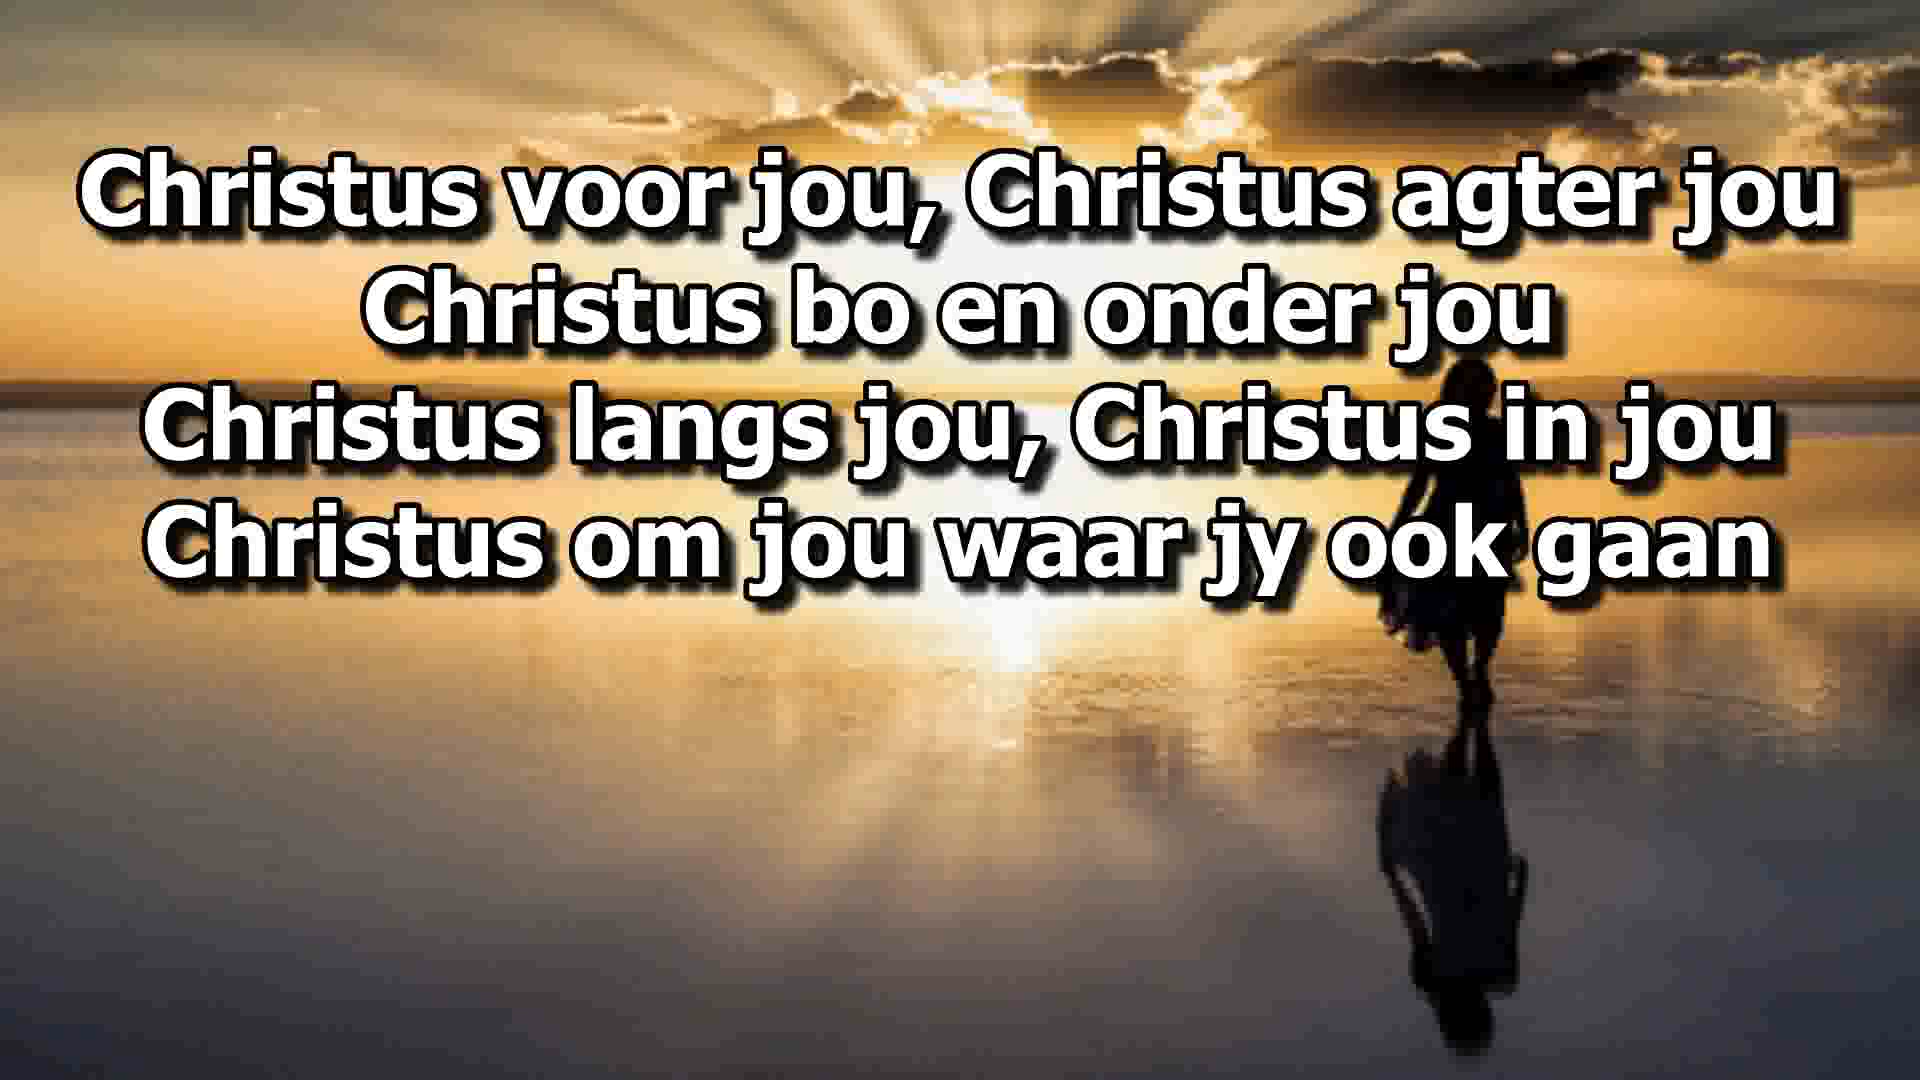 Christus voor jou, Christus agter jou
Christus bo en onder jou
Christus langs jou, Christus in jou
Christus om jou waar jy ook gaan